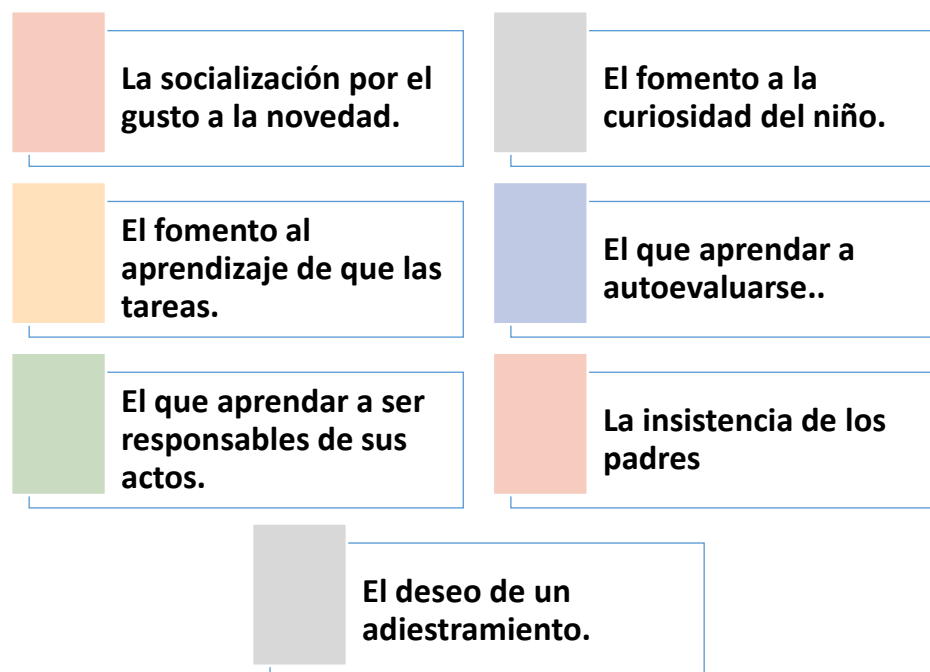 La socialización por el
gusto a la novedad.
El fomento a la
curiosidad del niño.
El fomento al
aprendizaje de que las
tareas.
El que aprendar a
autoevaluarse..
El que aprendar a ser
responsables de sus
actos.
La insistencia de los
padres
El deseo de un
adiestramiento.